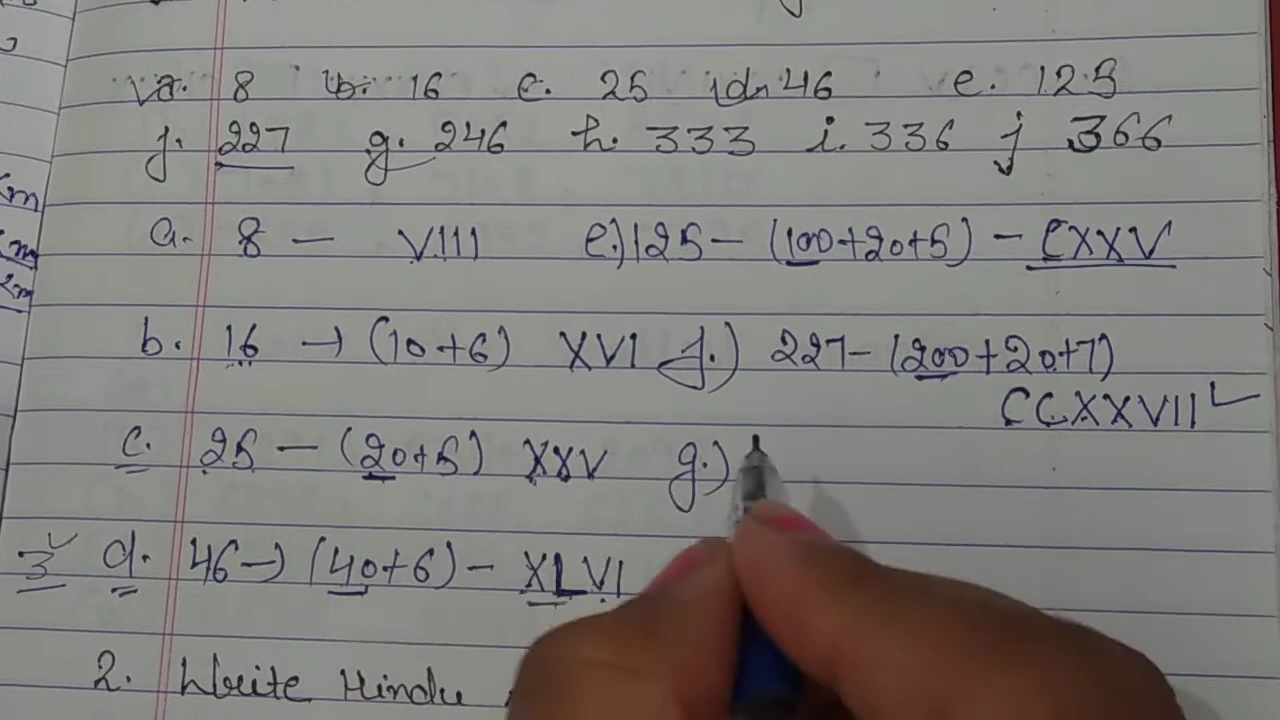 a. 8 b. 16 c. 25 d. 46 e. 125
f. 227 g. 246 h. 333 i. 336 j 366
a. 8 — VIII e.) 125 — (100+20+5) — CXXV
b. 16 → (10+6) XVI f.) 227 — (200+20+7)
CCXXVII
c. 25 — (20+5) XXV g.)
3 d. 46 → (40+6) — XLVI
2. Write Hindu
m
m
m